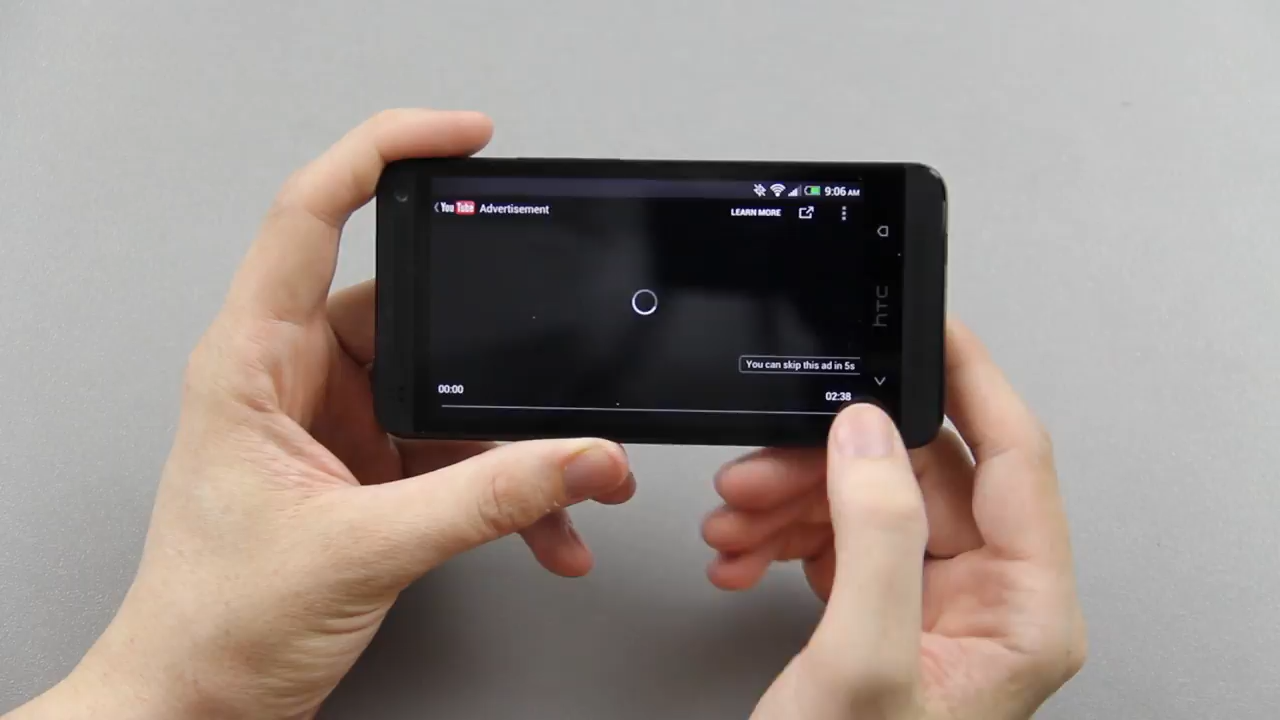 9:06 AM
YouTube Advertisement LEARN MORE
You can skip this ad in 5s
00:00 02:38
hTC